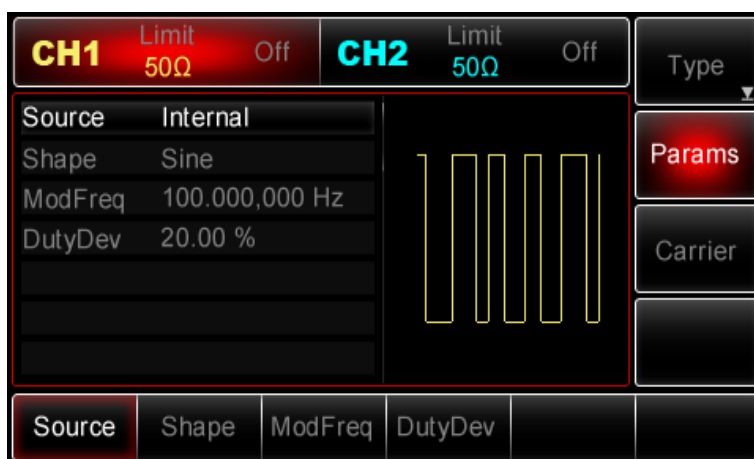 CH1 Limit 50Ω Off CH2 Limit 50Ω Off
Type
Source Internal
Shape Sine
ModFreq 100.000,000 Hz
DutyDev 20.00 %
Params
Carrier
Source Shape ModFreq DutyDev